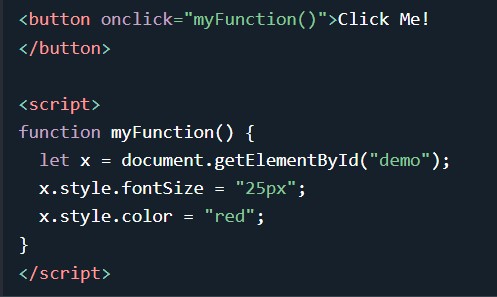 <button onclick="myFunction()">Click Me!
</button>
<script>
function myFunction() {
let x = document.getElementById("demo");
x.style.fontSize = "25px";
x.style.color = "red";
}
</script>